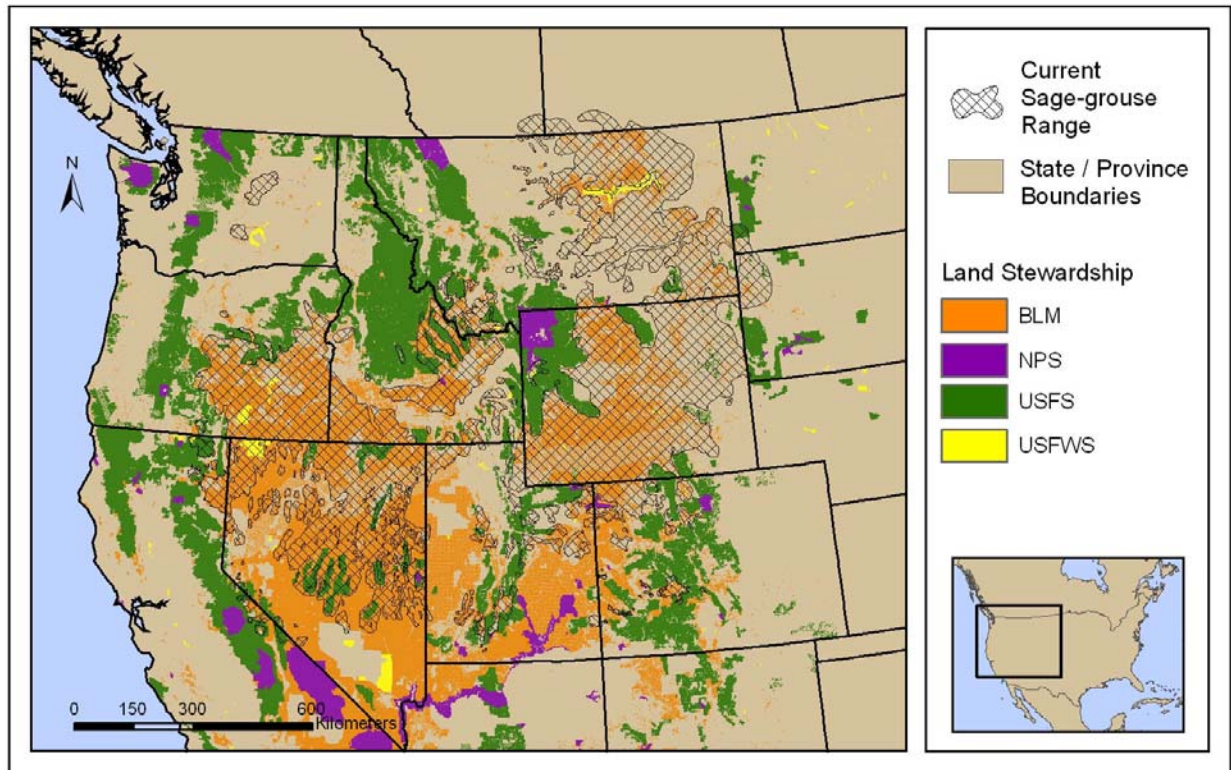 N
0 150 300 600
Kilometers
Current
Sage-grouse
Range
State / Province
Boundaries
Land Stewardship
BLM
NPS
USFS
USFWS